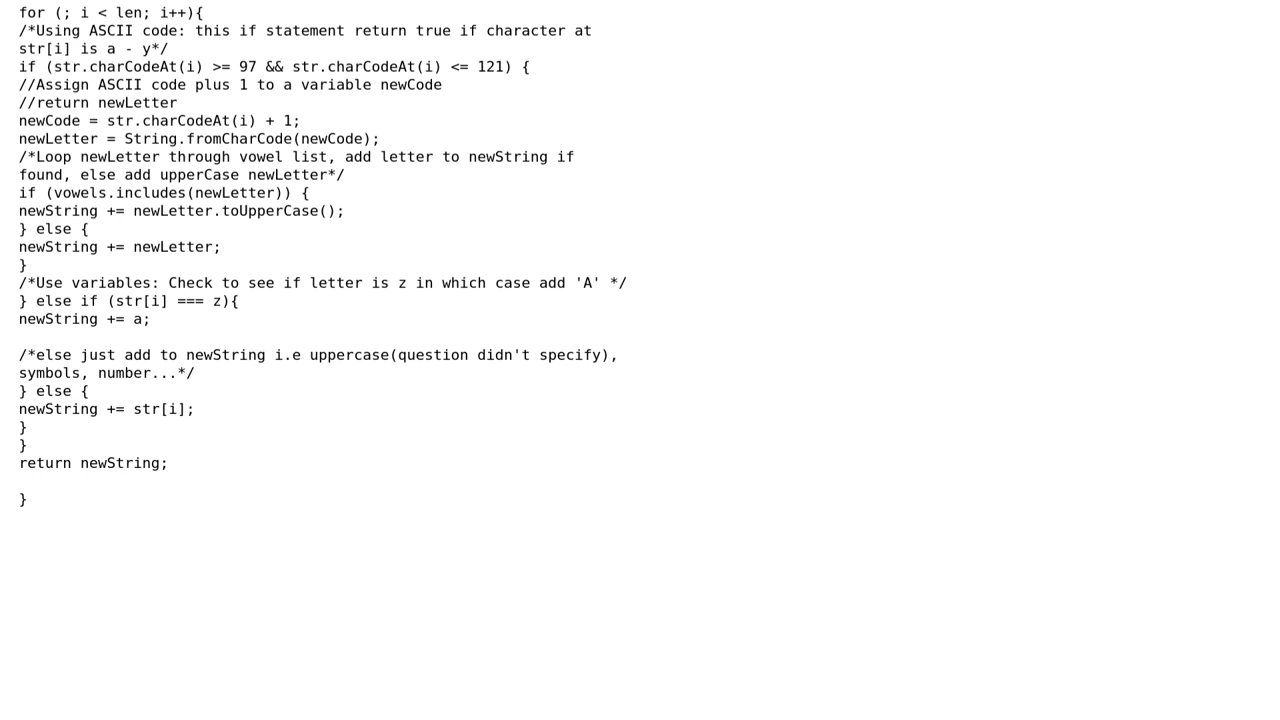 for (; i < len; i++){
/*Using ASCII code: this if statement return true if character at
str[i] is a - y*/
if (str.charCodeAt(i) >= 97 && str.charCodeAt(i) <= 121) {
//Assign ASCII code plus 1 to a variable newCode
//return newLetter
newCode = str.charCodeAt(i) + 1;
newLetter = String.fromCharCode(newCode);
/*Loop newLetter through vowel list, add letter to newString if
found, else add upperCase newLetter*/
if (vowels.includes(newLetter)) {
newString += newLetter.toUpperCase();
} else {
newString += newLetter;
}
/*Use variables: Check to see if letter is z in which case add 'A' */
} else if (str[i] === z){
newString += a;

/*else just add to newString i.e uppercase(question didn't specify),
symbols, number...*/
} else {
newString += str[i];
}
}
return newString;

}